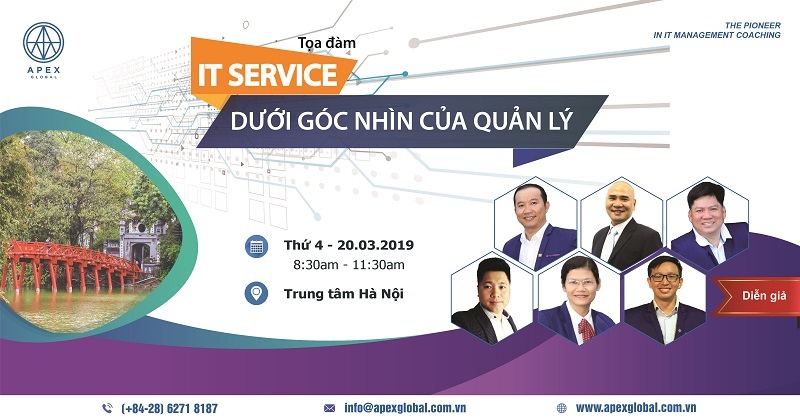 APEX
GLOBAL
THE PIONEER
IN IT MANAGEMENT COACHING
Tọa đàm
IT SERVICE
DƯỚI GÓC NHÌN CỦA QUẢN LÝ
Thứ 4 - 20.03.2019
8:30am - 11:30am
Trung tâm Hà Nội
Diễn giả
(+84-28) 6271 8187
info@apexglobal.com.vn
www.apexglobal.com.vn